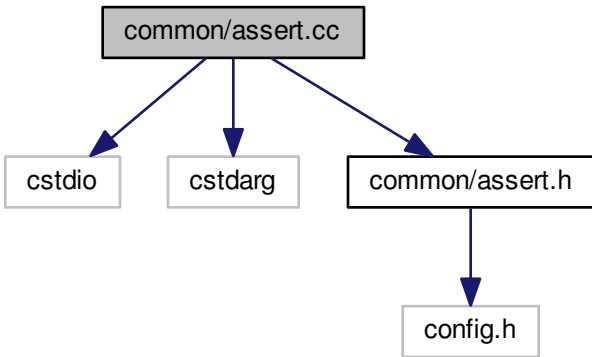 common/assert.cc
cstdio
cstdarg
common/assert.h
config.h